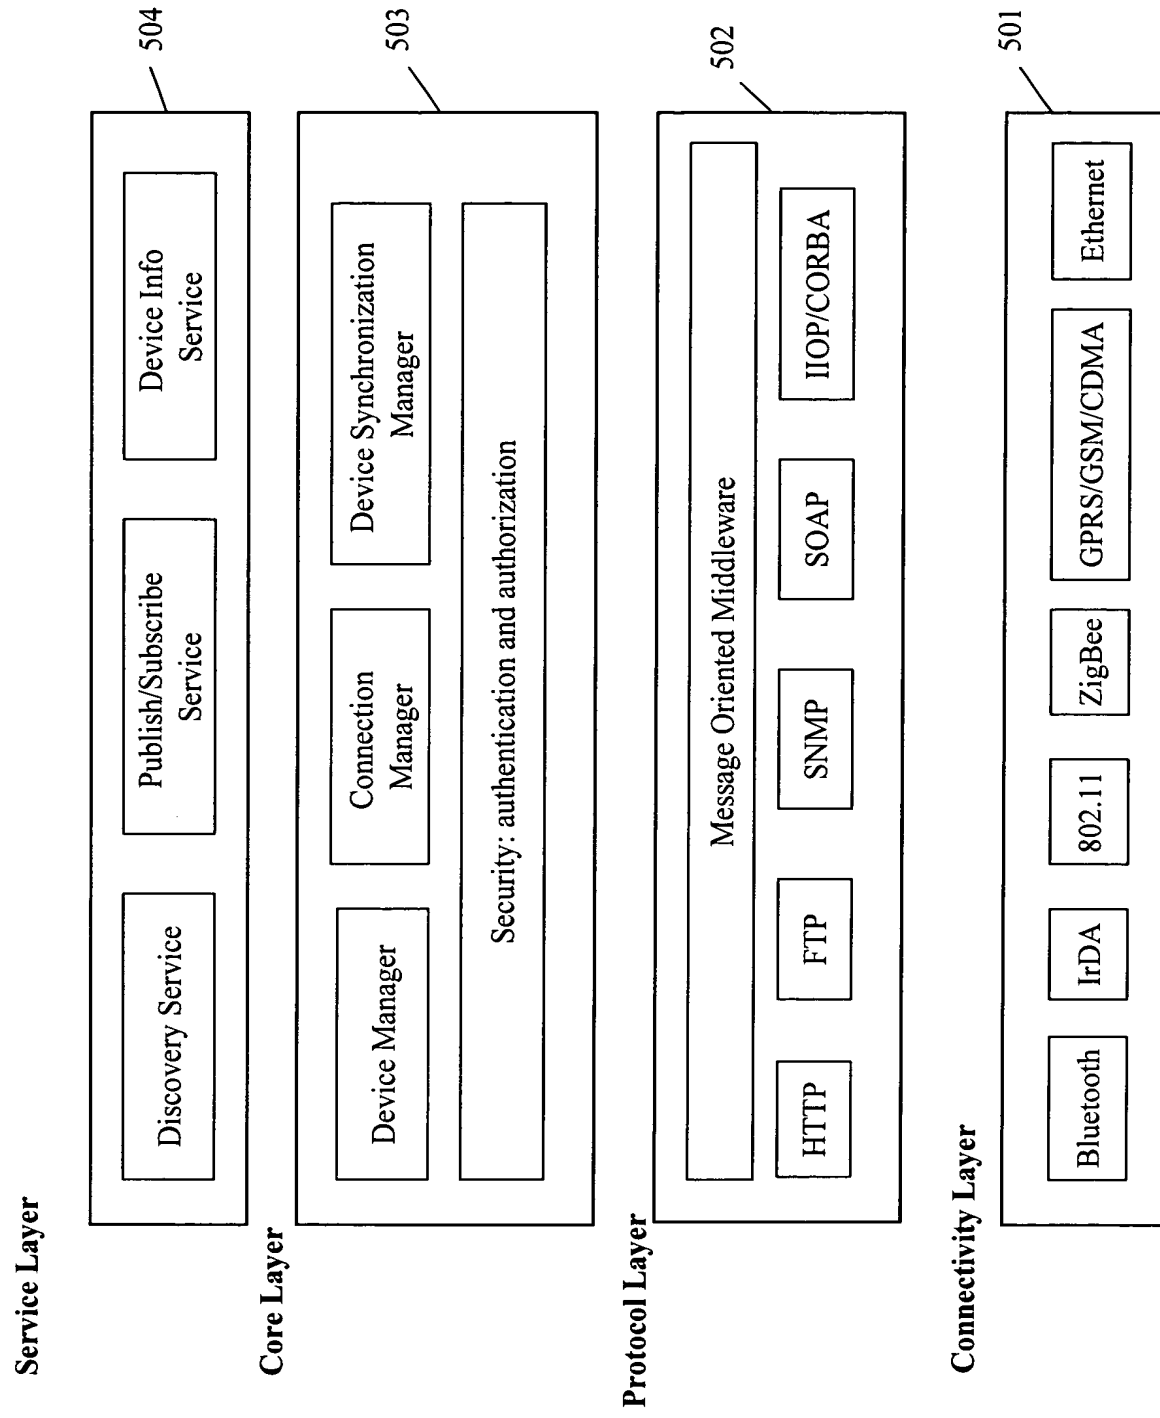 Service Layer
504
Discovery Service
Publish/Subscribe
Service
Device Info
Service
Core Layer
503
Device Manager
Connection
Manager
Device Synchronization
Manager
Security: authentication and authorization
Protocol Layer
502
Message Oriented Middleware
HTTP
FTP
SNMP
SOAP
IIOP/CORBA
Connectivity Layer
501
Bluetooth
IrDA
802.11
ZigBee
GPRS/GSM/CDMA
Ethernet